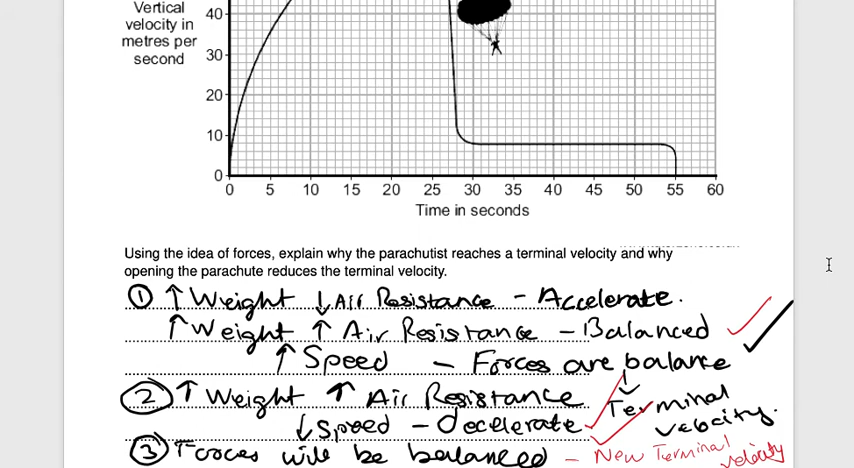 Vertical
velocity in
metres per
second
40
30
20
10
0
0 5 10 15 20 25 30 35 40 45 50 55 60
Time in seconds
Using the idea of forces, explain why the parachutist reaches a terminal velocity and why
opening the parachute reduces the terminal velocity.
① ↑ Weight ↓ Air Resistance - Accelerate.
↑ Weight ↑ Air Resistance - Balanced
↑ Speed - Forces are balance
② ↑ Weight ↑ Air Resistance
↓ Terminal
velocity.
↓ Speed - decelerate
③ Forces will be balanced - New Terminal
velocity